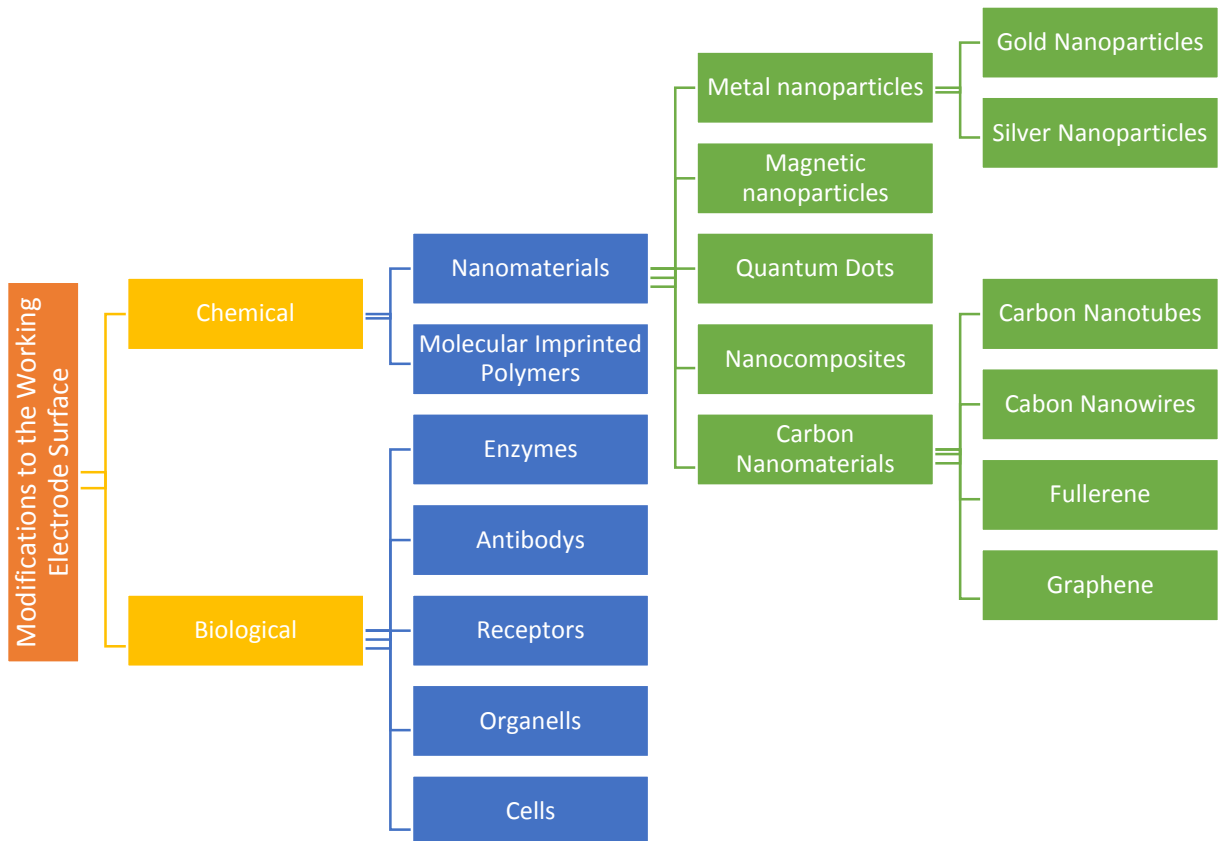 Modifications to the Working
Electrode Surface
Chemical
Biological
Nanomaterials
Molecular Imprinted
Polymers
Enzymes
Antibodys
Receptors
Organells
Cells
Metal nanoparticles
Magnetic
nanoparticles
Quantum Dots
Nanocomposites
Carbon
Nanomaterials
Gold Nanoparticles
Silver Nanoparticles
Carbon Nanotubes
Cabon Nanowires
Fullerene
Graphene